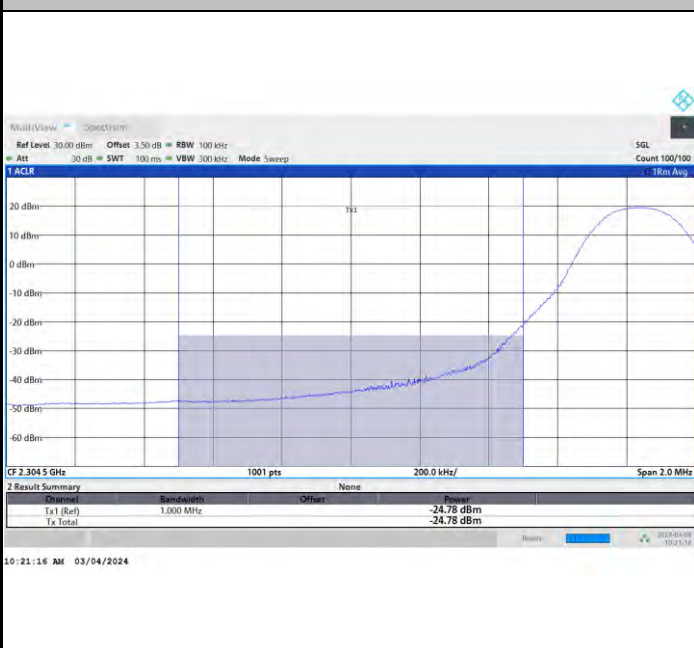 MultiView Spectrum
Ref Level 30.00 dBm Offset 3.50 dB RBW 100 kHz SGL
Att 30 dB SWT 100 ms VBW 300 kHz Mode Sweep Count 100/100
1 ACLR 1Rm Avg
Tx1
20 dBm
10 dBm
0 dBm
-10 dBm
-20 dBm
-30 dBm
-40 dBm
-50 dBm
-60 dBm
CF 2.304 5 GHz 1001 pts 200.0 kHz/ Span 2.0 MHz
2 Result Summary None
Channel Bandwidth Offset Power
Tx1 (Ref) 1.000 MHz -24.78 dBm
Tx Total -24.78 dBm
Ready
10:21:16 AM 03/04/2024